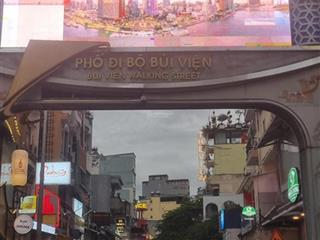 PHỐ ĐI BỘ BÙI VIỆN
BUI VIEN WALKING STREET